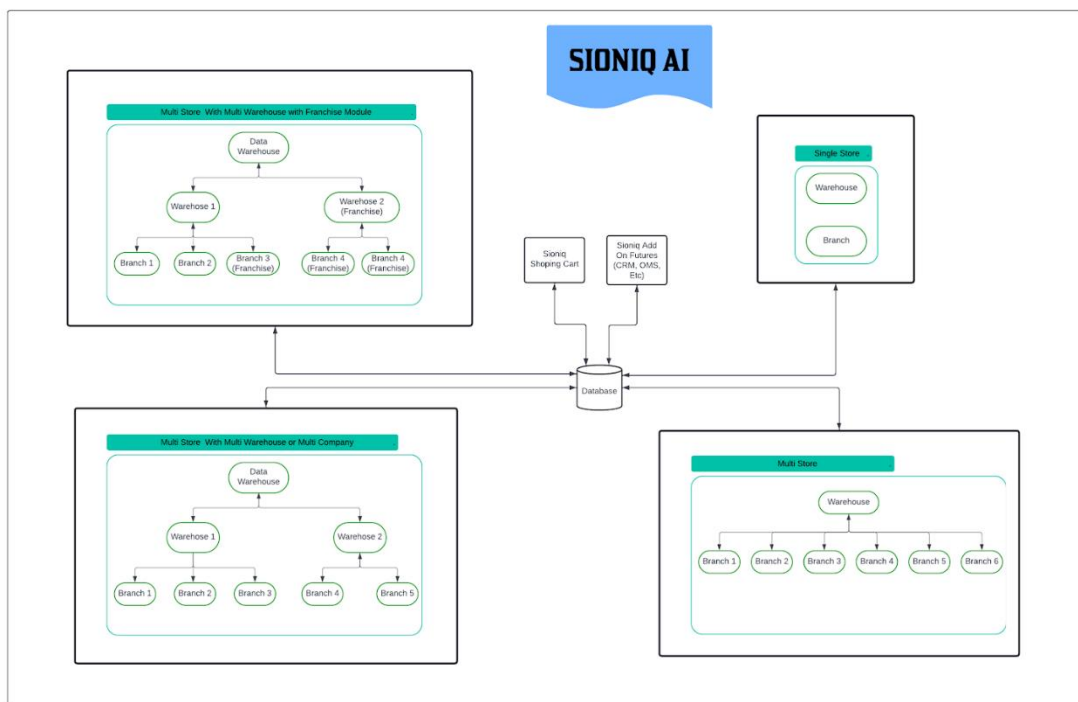 SIONIQ AI
Multi Store With Multi Warehouse with Franchise Module .
Data
Warehouse
Warehose 1
Warehose 2
(Franchise)
Branch 1
Branch 2
Branch 3
(Franchise)
Branch 4
(Franchise)
Branch 4
(Franchise)
Single Store .
Warehouse
Branch
Sioniq
Shoping Cart
Sioniq Add
On Futures
(CRM, OMS,
Etc)
Database
Multi Store With Multi Warehouse or Multi Company .
Data
Warehouse
Warehose 1
Warehose 2
Branch 1
Branch 2
Branch 3
Branch 4
Branch 5
Multi Store .
Warehouse
Branch 1
Branch 2
Branch 3
Branch 4
Branch 5
Branch 6